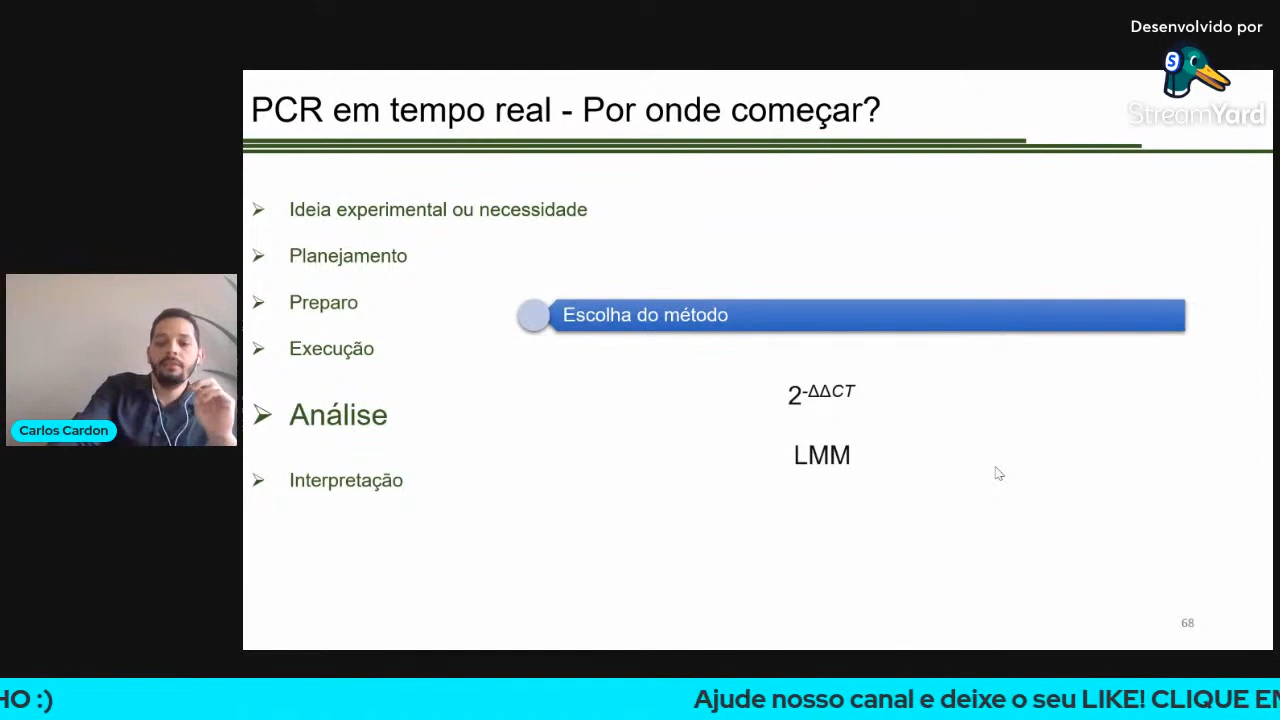 Desenvolvido por
StreamYard
PCR em tempo real - Por onde começar?
Ideia experimental ou necessidade
Planejamento
Preparo
Execução
Análise
Interpretação
Escolha do método
2-ΔΔCT
LMM
Carlos Cardon
68
HO :)
Ajude nosso canal e deixe o seu LIKE! CLIQUE EN